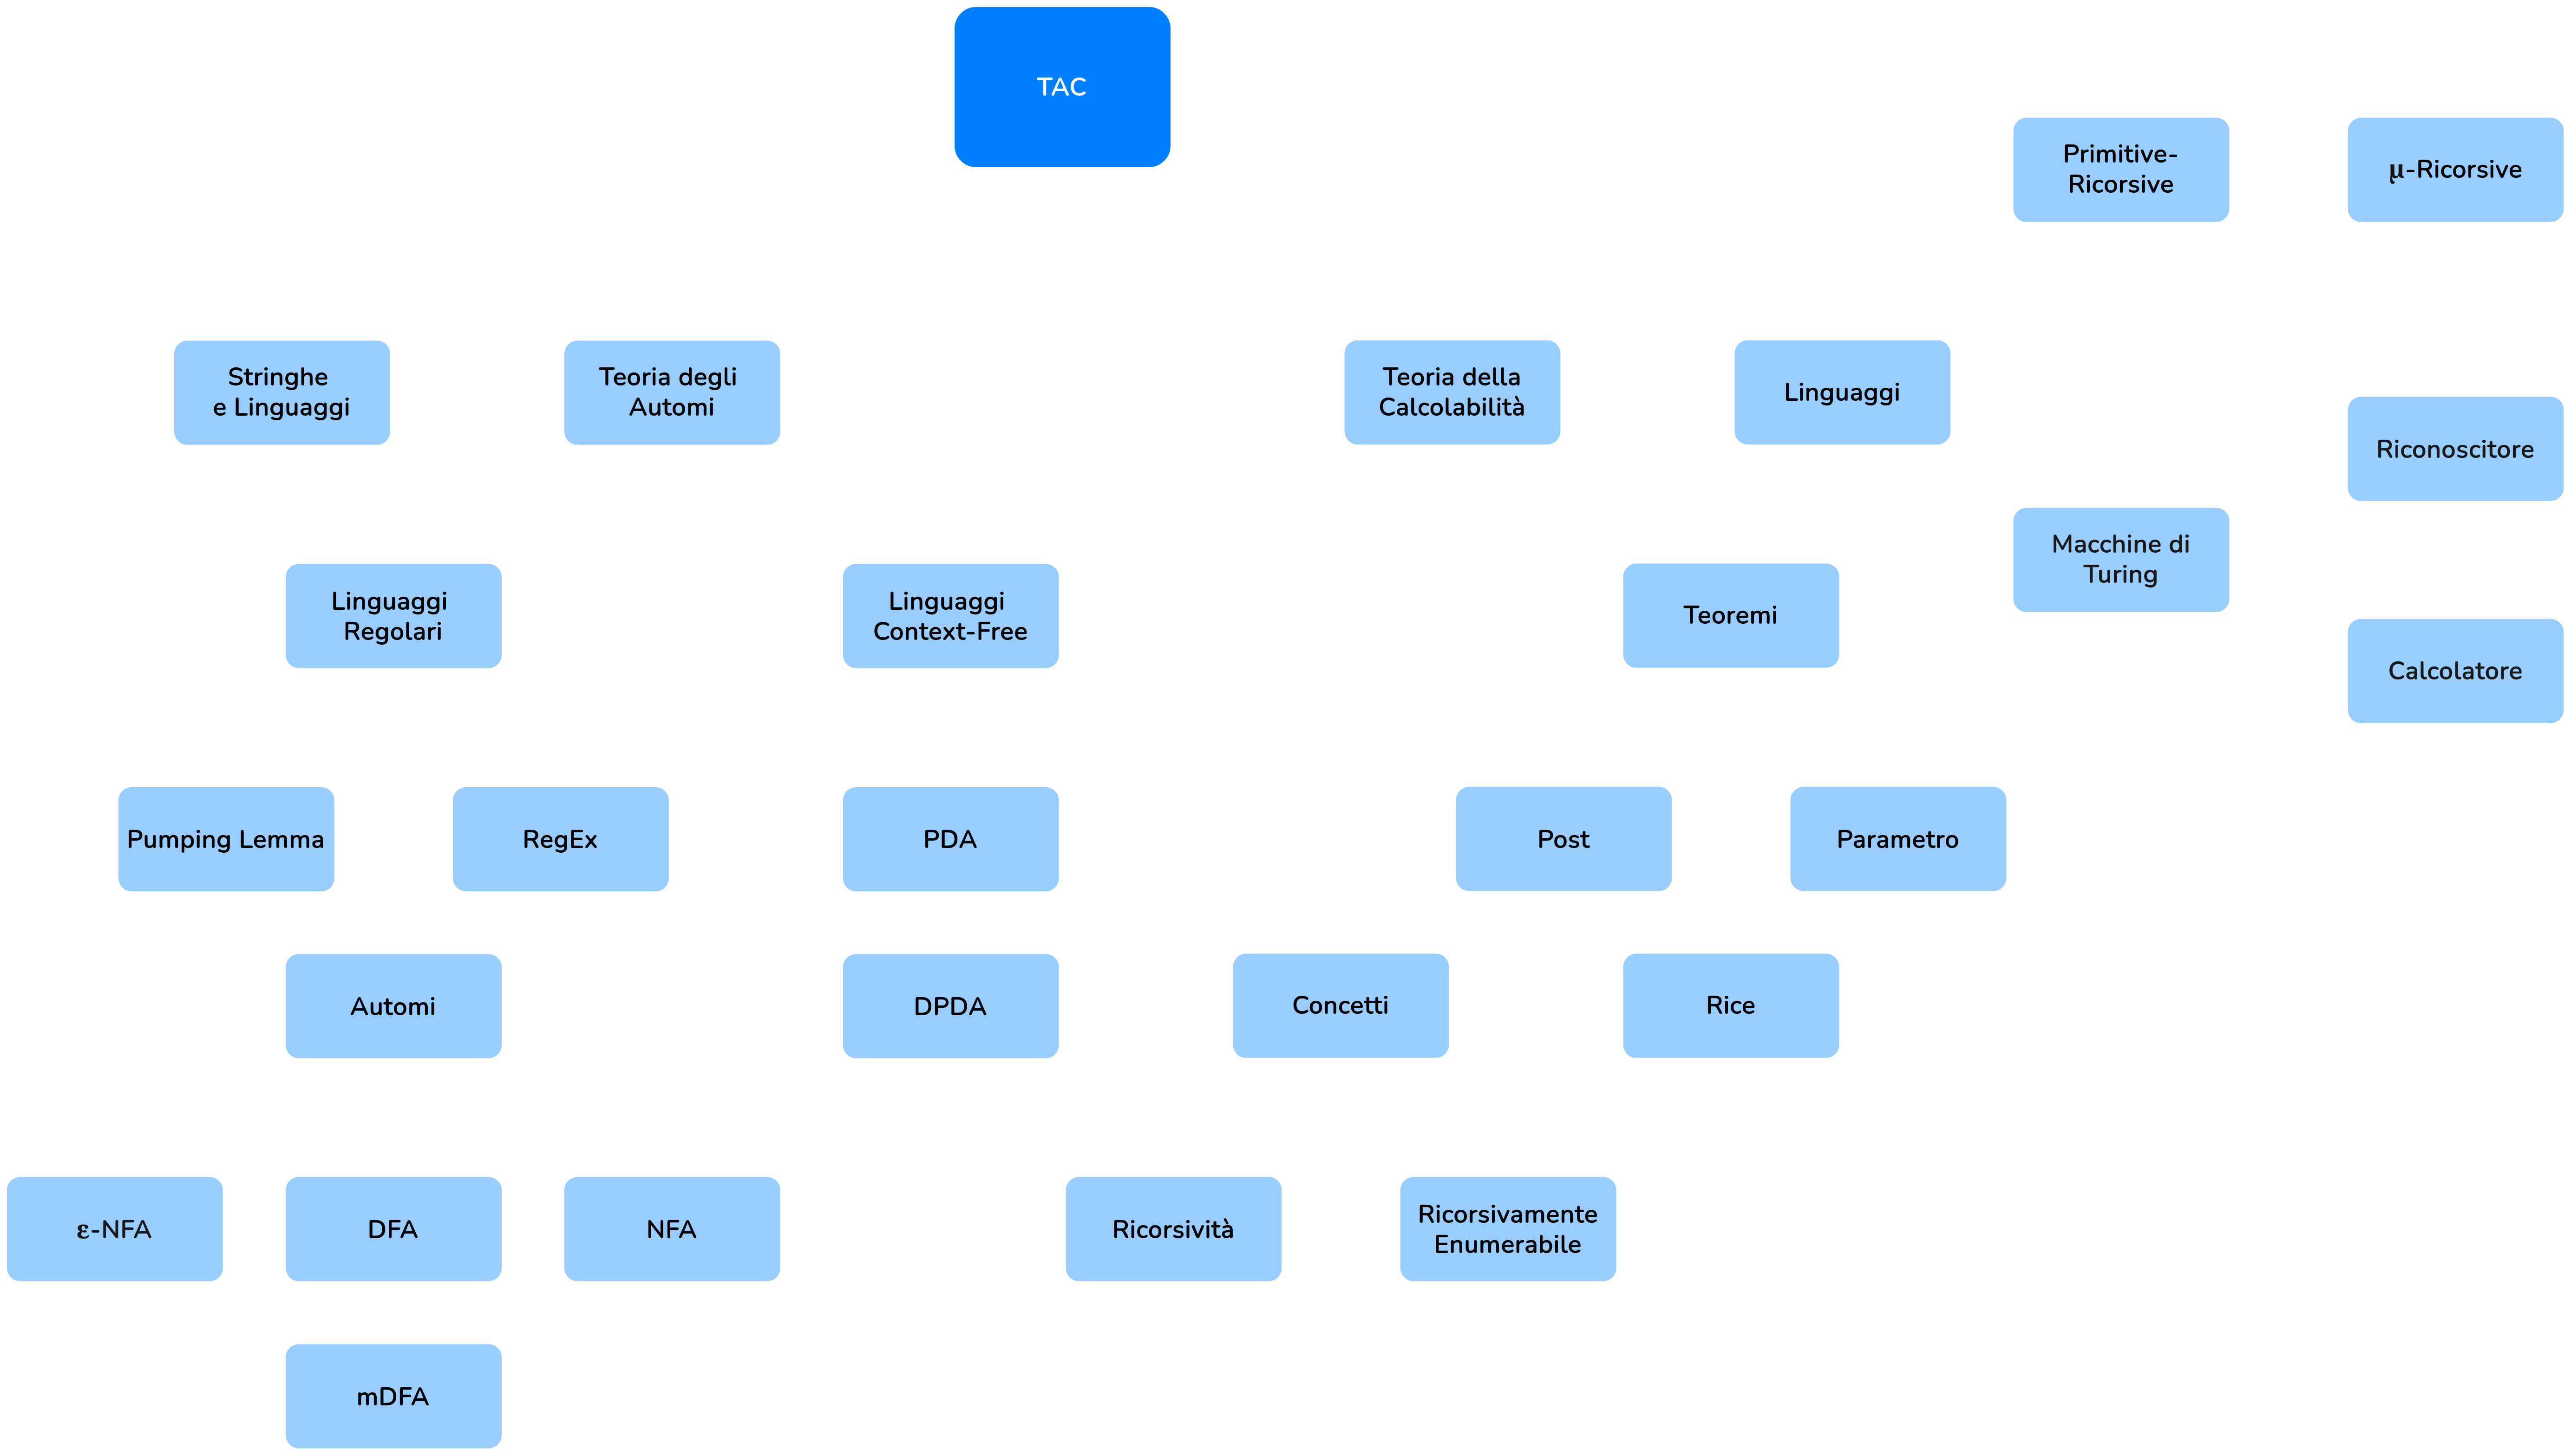 TAC
Primitive-
Ricorsive
μ-Ricorsive
Stringhe
e Linguaggi
Teoria degli
Automi
Teoria della
Calcolabilità
Linguaggi
Riconoscitore
Macchine di
Turing
Linguaggi
Regolari
Linguaggi
Context-Free
Teoremi
Calcolatore
Pumping Lemma
RegEx
PDA
Post
Parametro
Automi
DPDA
Concetti
Rice
ε-NFA
DFA
NFA
Ricorsività
Ricorsivamente
Enumerabile
mDFA